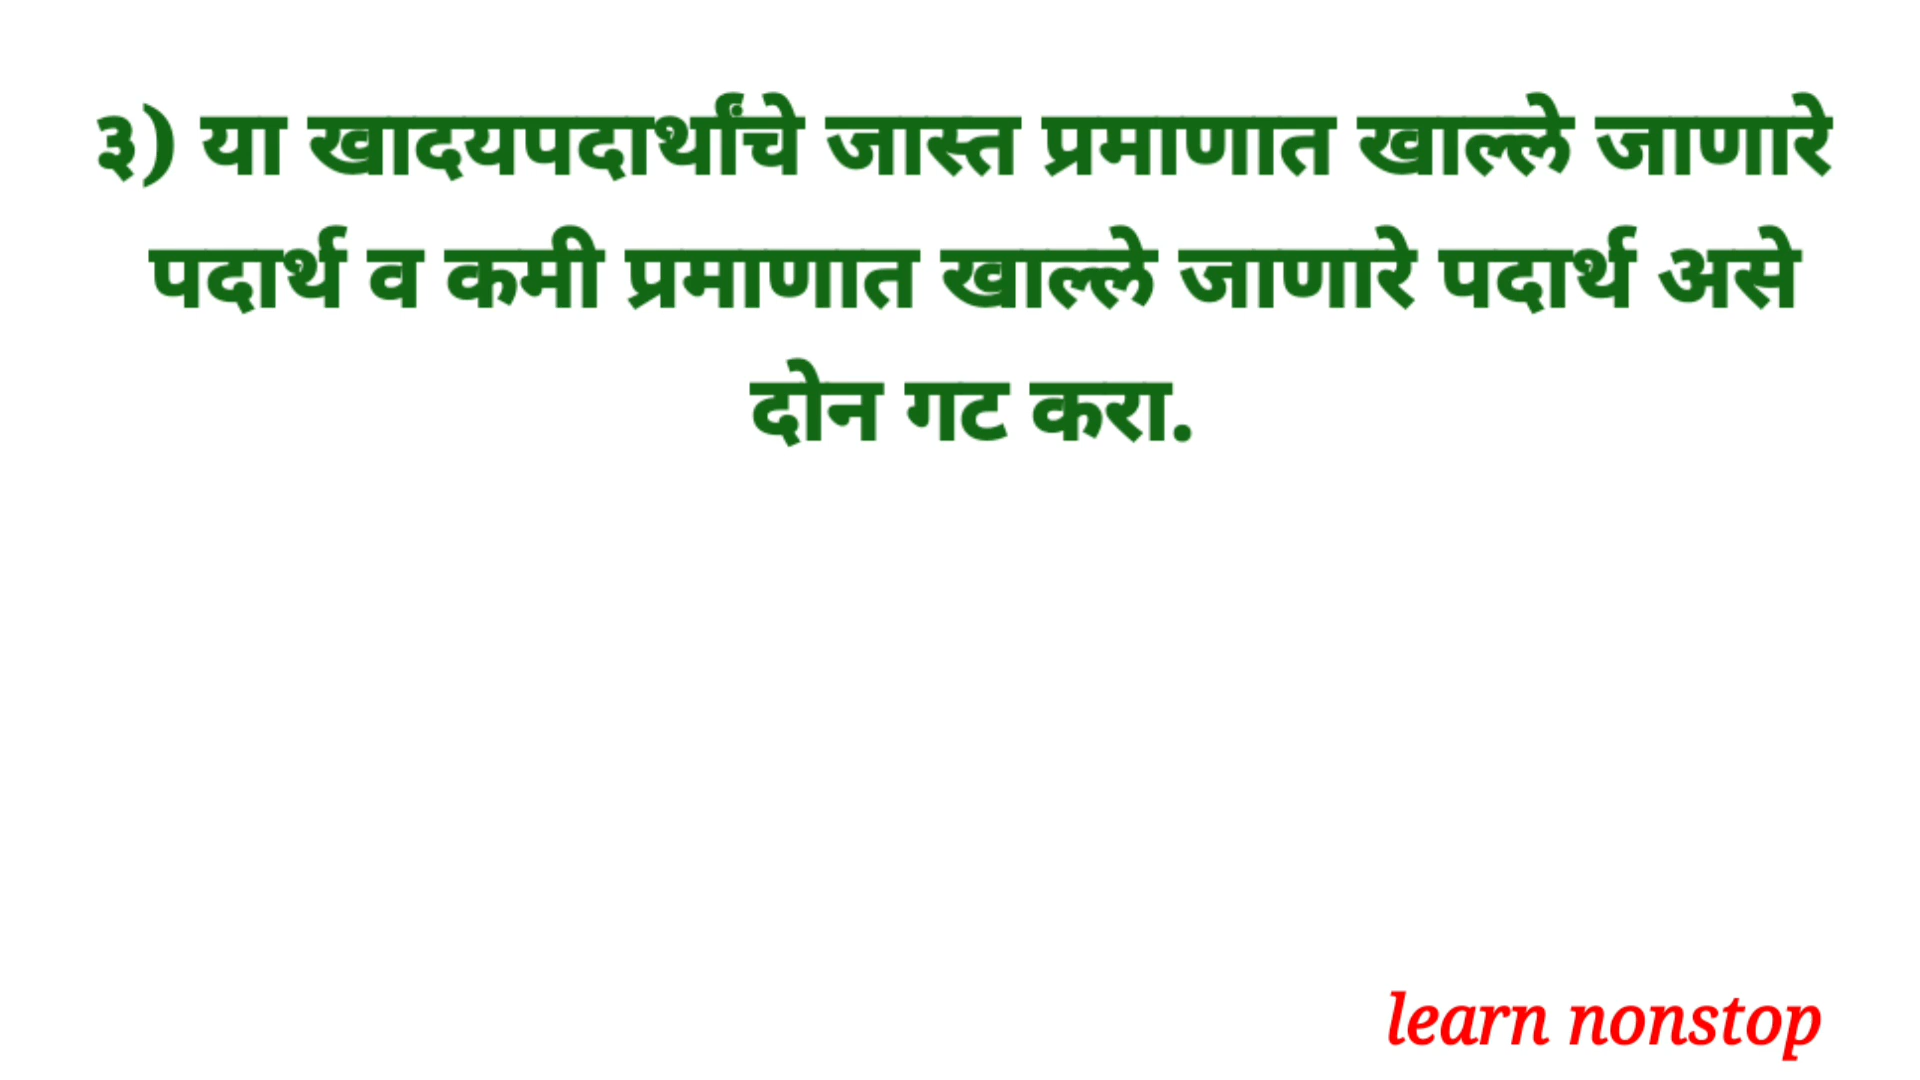 ३) या खादयपदार्थांचे जास्त प्रमाणात खाल्ले जाणारे
पदार्थ व कमी प्रमाणात खाल्ले जाणारे पदार्थ असे
दोन गट करा.
learn nonstop